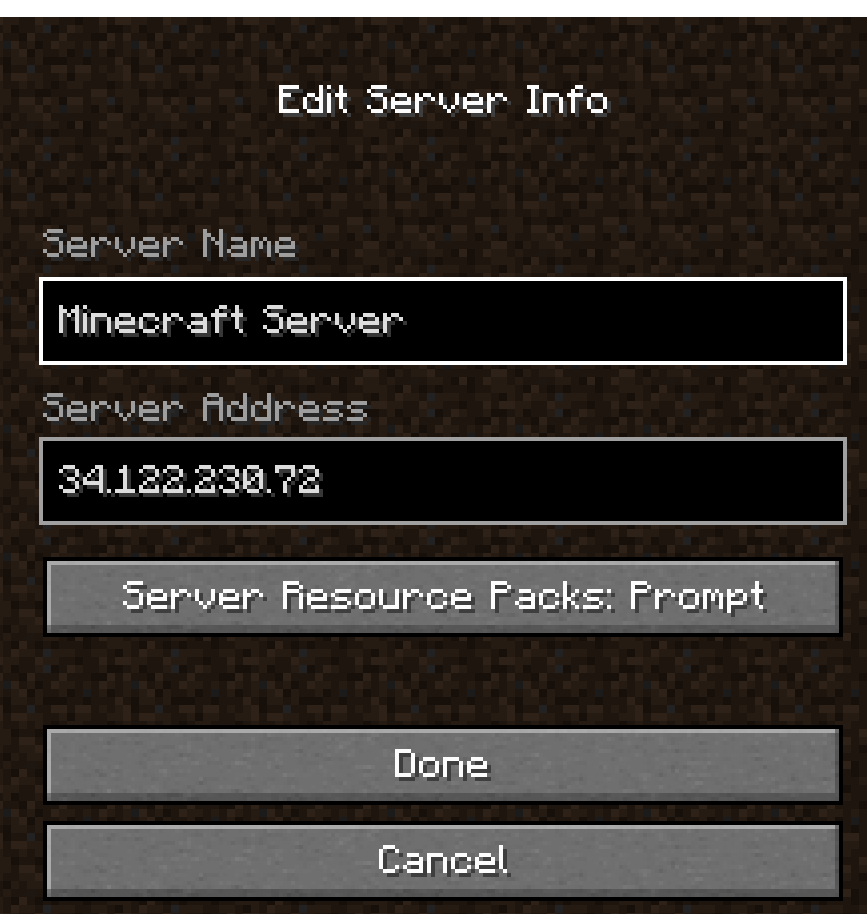 Edit Server Info
Server Name
Minecraft Server
Server Address
34.122.230.72
Server Resource Packs: Prompt
Done
Cancel